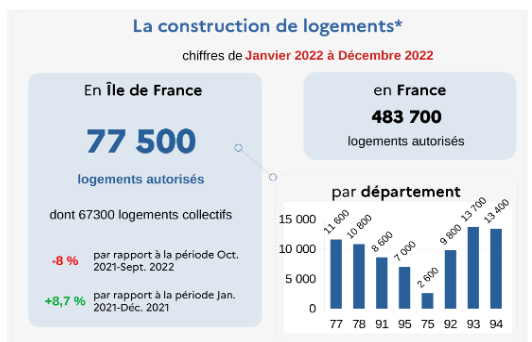 La construction de logements*
chiffres de Janvier 2022 à Décembre 2022
En Île de France
77 500
logements autorisés
dont 67300 logements collectifs
-8 % par rapport à la période Oct.
2021-Sept. 2022
+8,7 % par rapport à la période Jan.
2021-Déc. 2021
en France
483 700
logements autorisés
par département
15 000
10 000
5 000
0
11 600 10 800 8 600 7 000 2 600 9 800 13 700 13 400
77 78 91 95 75 92 93 94